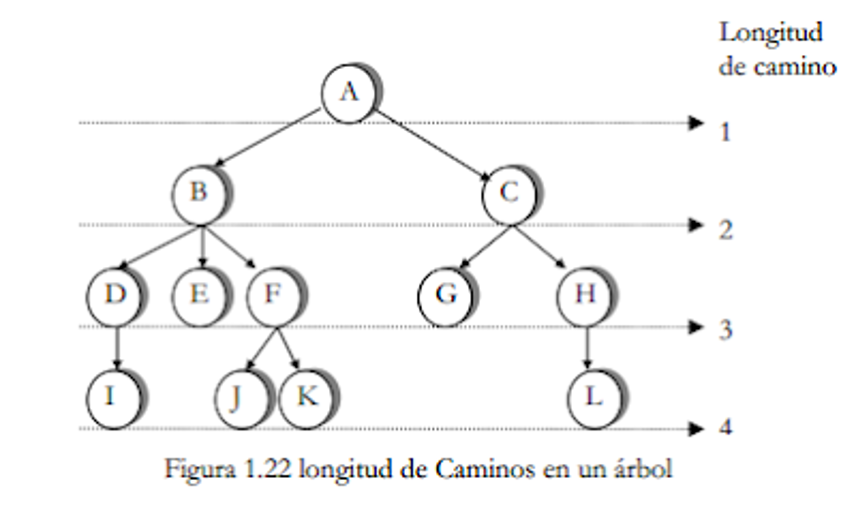 Longitud
de camino
A
1
B C
2
D E F G H
3
I J K L
4
Figura 1.22 longitud de Caminos en un árbol